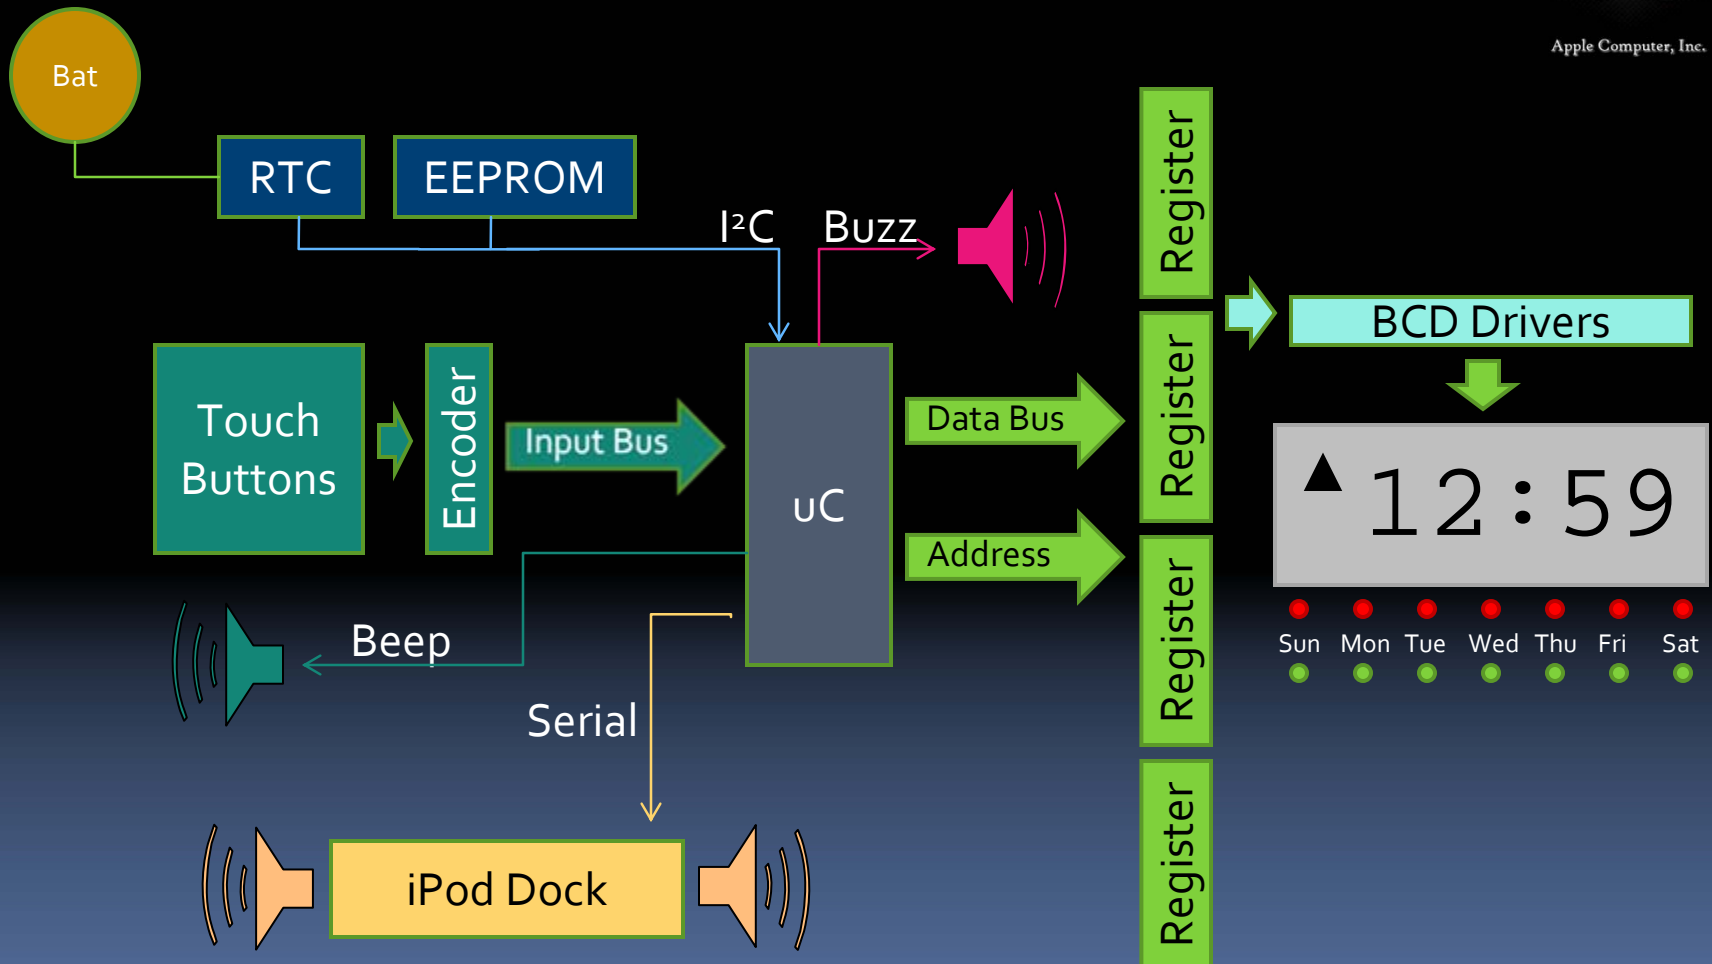 Bat
Apple Computer, Inc.
RTC
EEPROM
I²C
Buzz
Register
Register
Register
Register
BCD Drivers
Touch
Buttons
Encoder
Input Bus
uC
Data Bus
Address
12:59
Sun Mon Tue Wed Thu Fri Sat
Beep
Serial
iPod Dock